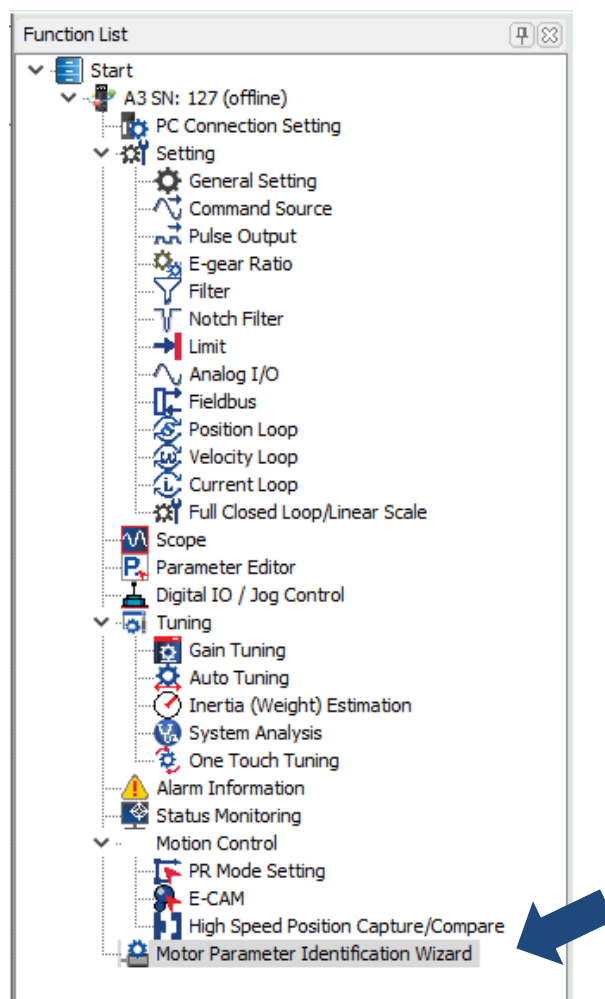 Function List
Start
A3 SN: 127 (offline)
PC Connection Setting
Setting
General Setting
Command Source
Pulse Output
E-gear Ratio
Filter
Notch Filter
Limit
Analog I/O
Fieldbus
Position Loop
Velocity Loop
Current Loop
Full Closed Loop/Linear Scale
Scope
Parameter Editor
Digital IO / Jog Control
Tuning
Gain Tuning
Auto Tuning
Inertia (Weight) Estimation
System Analysis
One Touch Tuning
Alarm Information
Status Monitoring
Motion Control
PR Mode Setting
E-CAM
High Speed Position Capture/Compare
Motor Parameter Identification Wizard